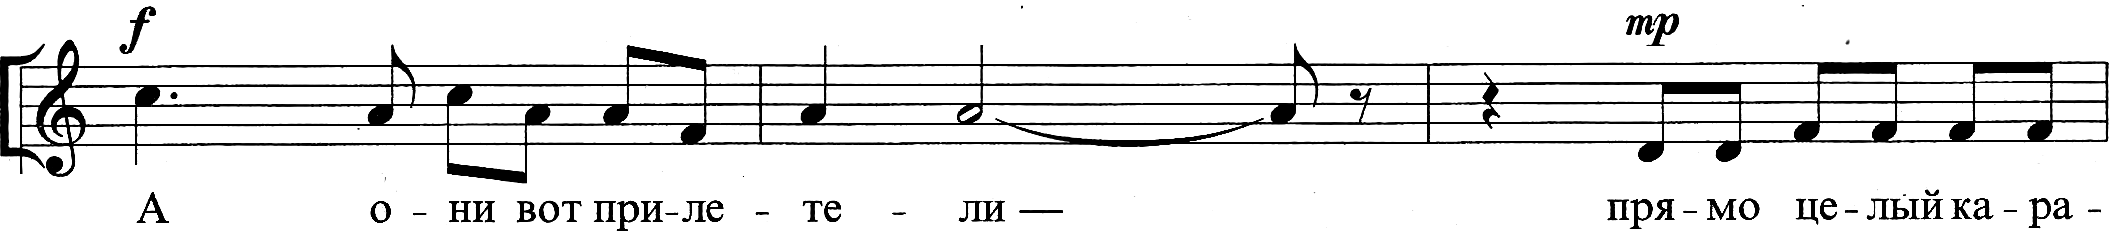 f mp
А о - ни вот при-ле - те - ли — пря - мо це - лый ка - ра -